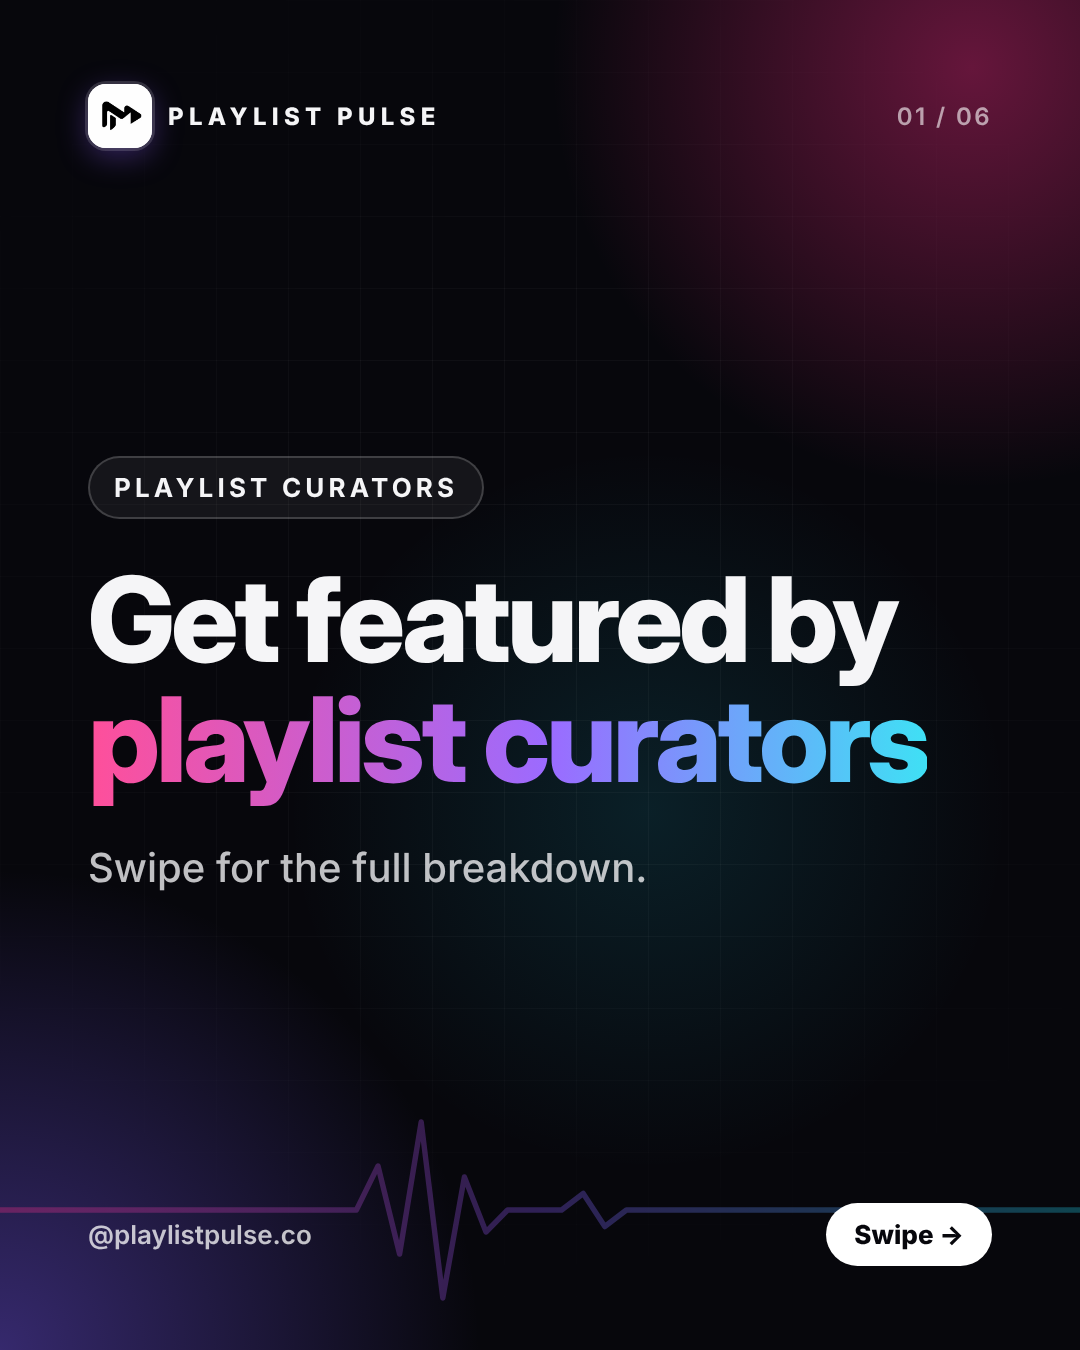 PLAYLIST PULSE
01 / 06
PLAYLIST CURATORS
Get featured by
playlist curators
Swipe for the full breakdown.
@playlistpulse.co
Swipe →